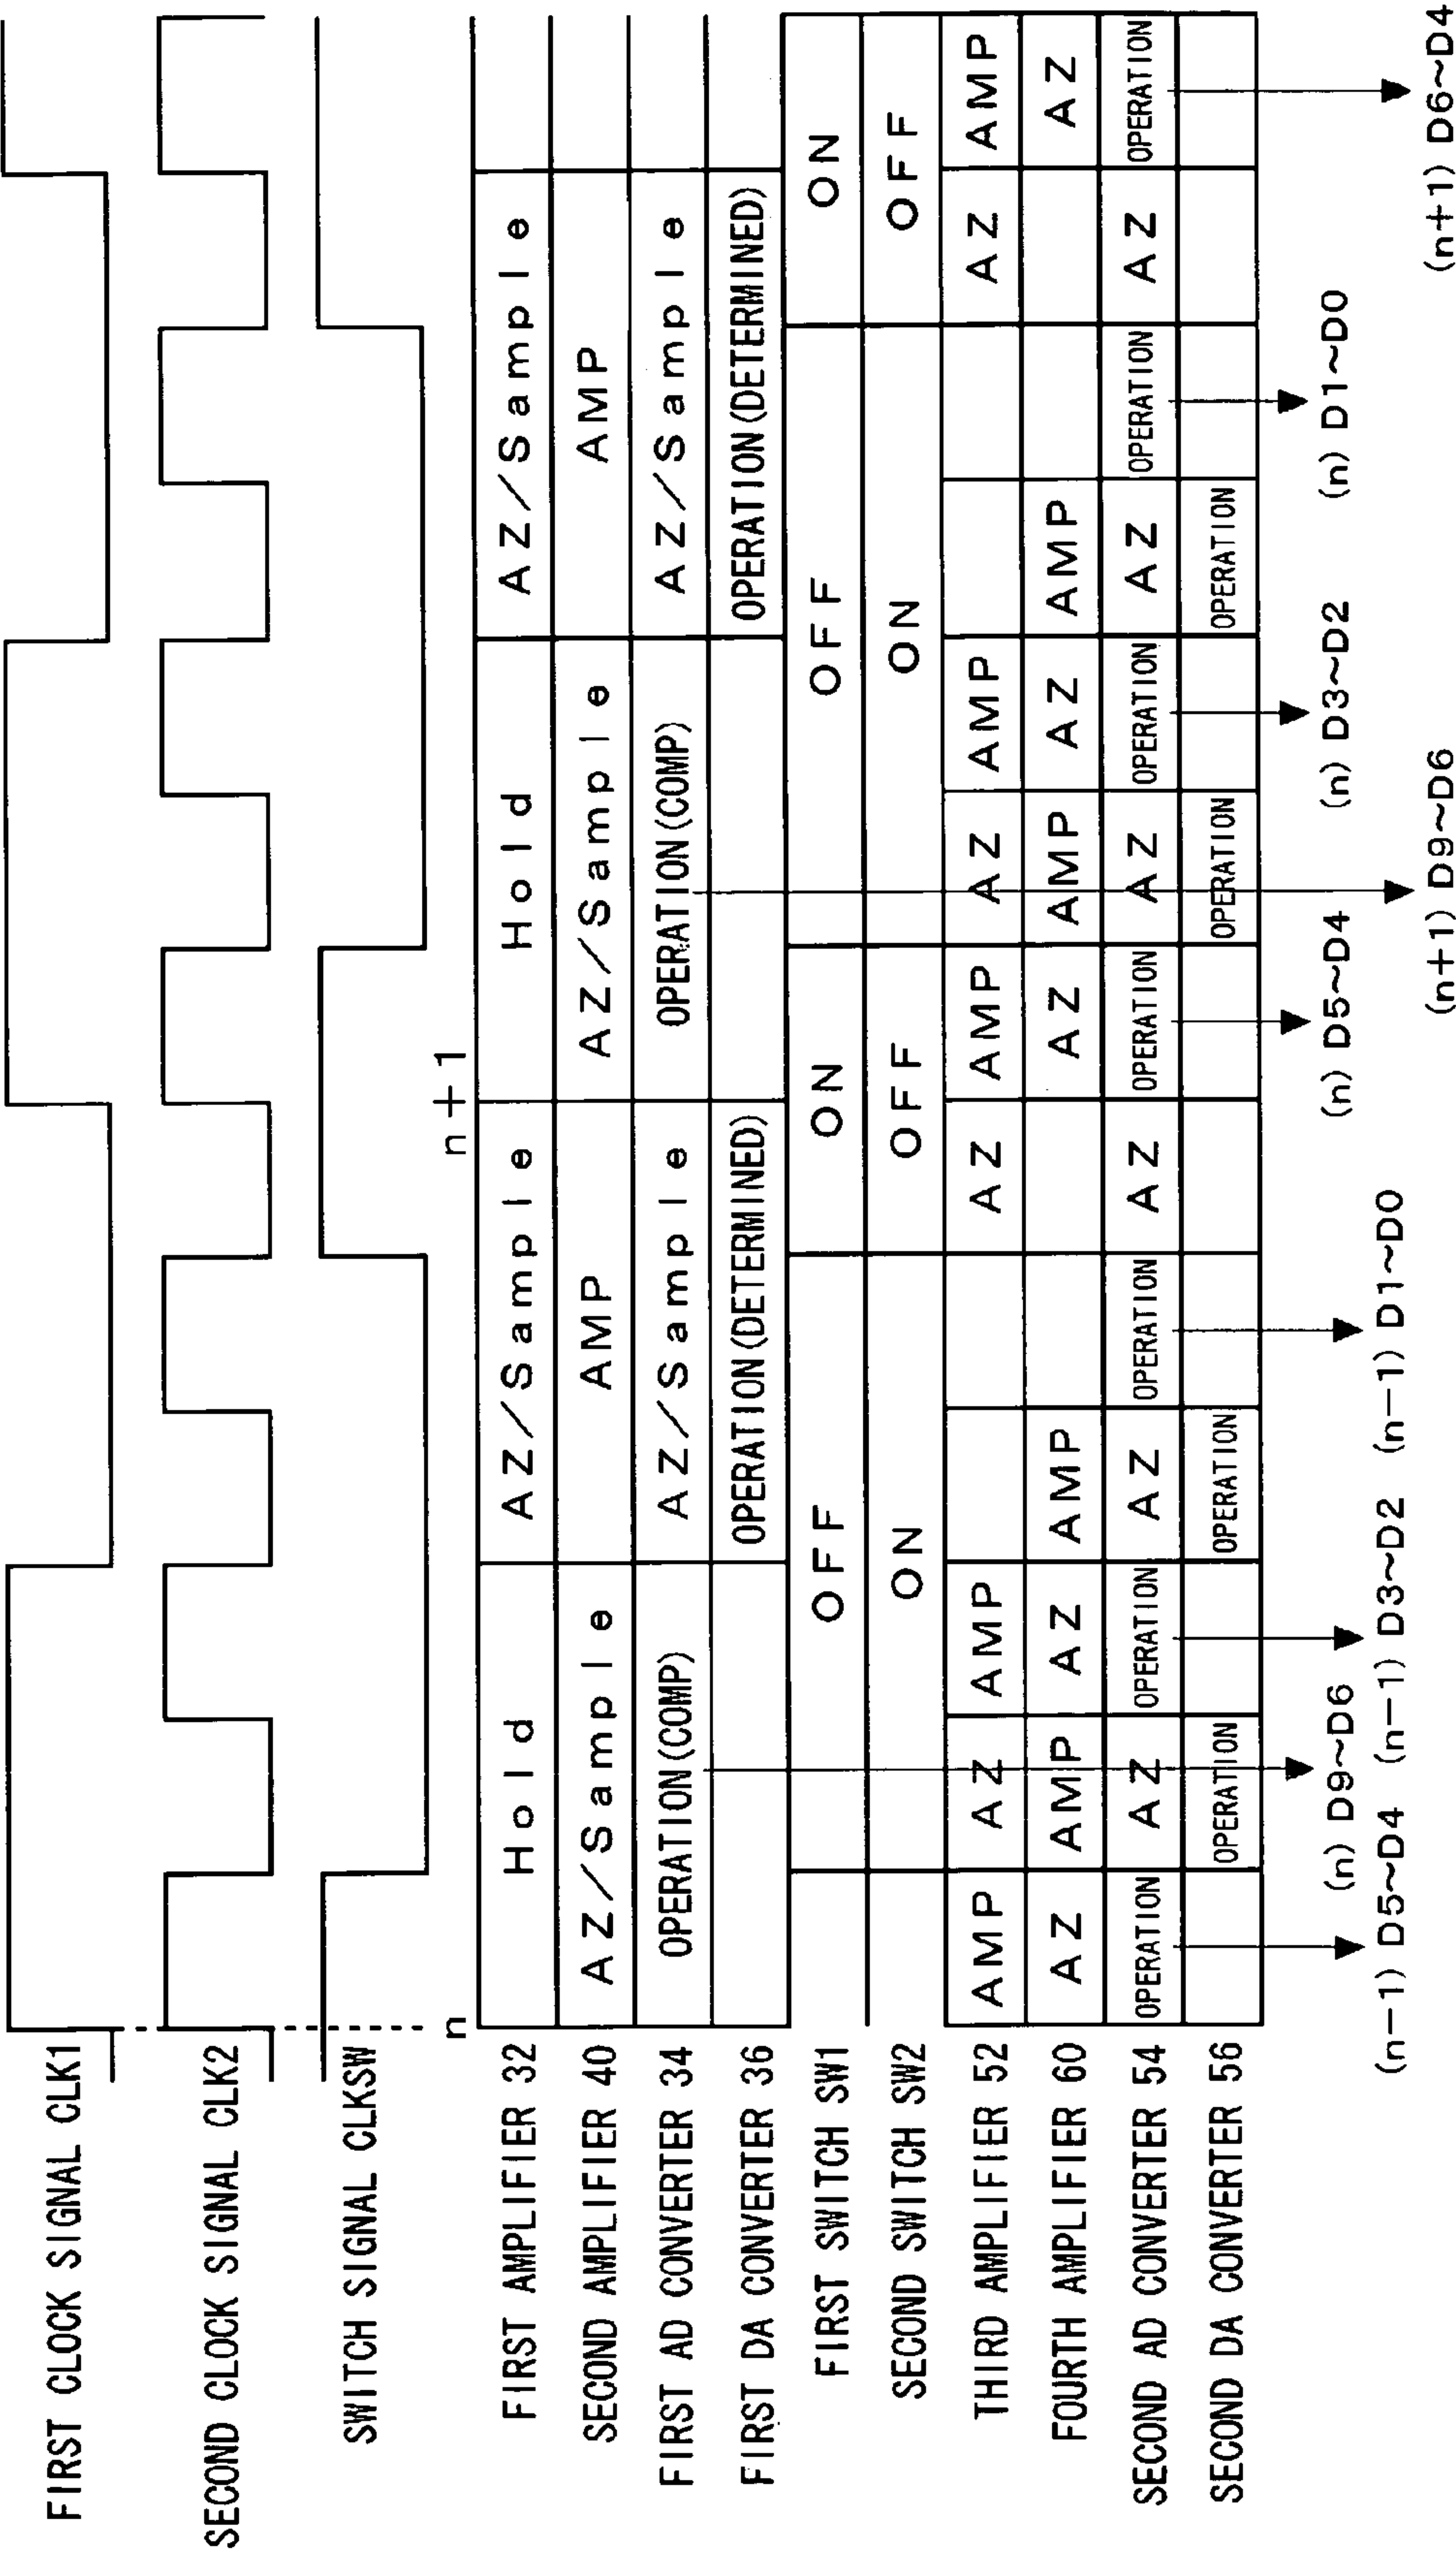 FIRST CLOCK SIGNAL CLK1
SECOND CLOCK SIGNAL CLK2
SWITCH SIGNAL CLKSW
n n+1
FIRST AMPLIFIER 32 Hold AZ/Sample Hold AZ/Sample
SECOND AMPLIFIER 40 AZ/Sample AMP AZ/Sample AMP
FIRST AD CONVERTER 34 OPERATION(COMP) AZ/Sample OPERATION(COMP) AZ/Sample
FIRST DA CONVERTER 36 OPERATION(DETERMINED) OPERATION(DETERMINED)
FIRST SWITCH SW1 OFF ON OFF ON
SECOND SWITCH SW2 ON OFF ON OFF
THIRD AMPLIFIER 52 AMP AZ AMP AZ AMP AZ AMP AZ AMP
FOURTH AMPLIFIER 60 AZ AMP AZ AMP AZ AMP AZ AMP AZ
SECOND AD CONVERTER 54 OPERATION AZ OPERATION AZ OPERATION AZ OPERATION AZ OPERATION AZ OPERATION AZ OPERATION
SECOND DA CONVERTER 56 OPERATION OPERATION OPERATION OPERATION
(n) D9~D6 (n) D5~D4 (n) D3~D2 (n) D1~D0
(n−1) D5~D4 (n−1) D3~D2 (n−1) D1~D0
(n+1) D9~D6 (n+1) D6~D4